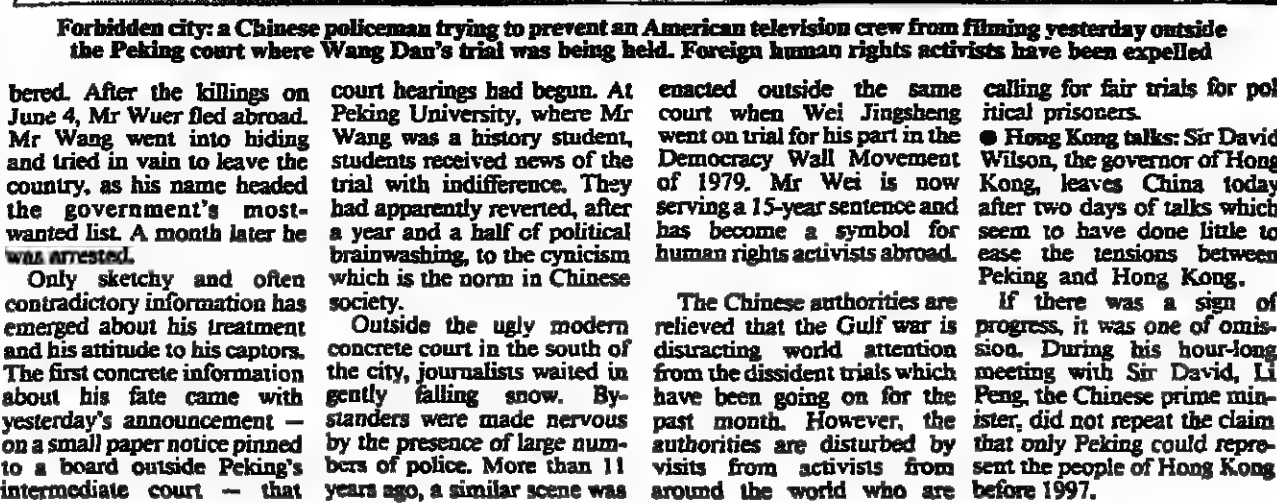 Forbidden city: a Chinese policeman trying to prevent an American television crew from filming yesterday outside
the Peking court where Wang Dan's trial was being held. Foreign human rights activists have been expelled
bered. After the killings on
June 4, Mr Wuer fled abroad.
Mr Wang went into hiding
and tried in vain to leave the
country, as his name headed
the government's most-
wanted list. A month later he
was arrested.
Only sketchy and often
contradictory information has
emerged about his treatment
and his attitude to his captors.
The first concrete information
about his fate came with
yesterday's announcement —
on a small paper notice pinned
to a board outside Peking's
intermediate court — that
court hearings had begun. At
Peking University, where Mr
Wang was a history student,
students received news of the
trial with indifference. They
had apparently reverted, after
a year and a half of political
brainwashing, to the cynicism
which is the norm in Chinese
society.
Outside the ugly modern
concrete court in the south of
the city, journalists waited in
gently falling snow. By-
standers were made nervous
by the presence of large num-
bers of police. More than 11
years ago, a similar scene was
enacted outside the same
court when Wei Jingsheng
went on trial for his part in the
Democracy Wall Movement
of 1979. Mr Wei is now
serving a 15-year sentence and
has become a symbol for
human rights activists abroad.
The Chinese authorities are
relieved that the Gulf war is
distracting world attention
from the dissident trials which
have been going on for the
past month. However, the
authorities are disturbed by
visits from activists from
around the world who are
calling for fair trials for pol
itical prisoners.
● Hong Kong talks: Sir David
Wilson, the governor of Hong
Kong, leaves China today
after two days of talks which
seem to have done little to
ease the tensions between
Peking and Hong Kong.
If there was a sign of
progress, it was one of omis-
sion. During his hour-long
meeting with Sir David, Li
Peng, the Chinese prime min-
ister, did not repeat the claim
that only Peking could repre-
sent the people of Hong Kong
before 1997.